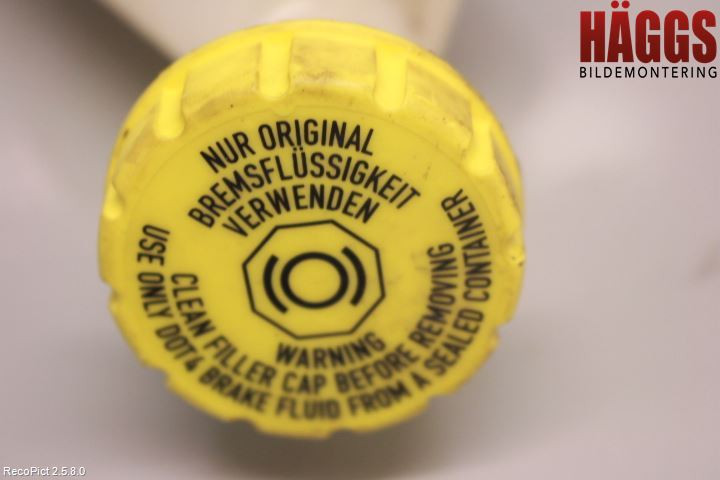 HÄGGS
BILDEMONTERING
NUR ORIGINAL
BREMSFLÜSSIGKEIT
VERWENDEN
WARNING
CLEAN FILLER CAP BEFORE REMOVING
USE ONLY DOT4 BRAKE FLUID FROM A SEALED CONTAINER
RecoPict 2.5.8.0